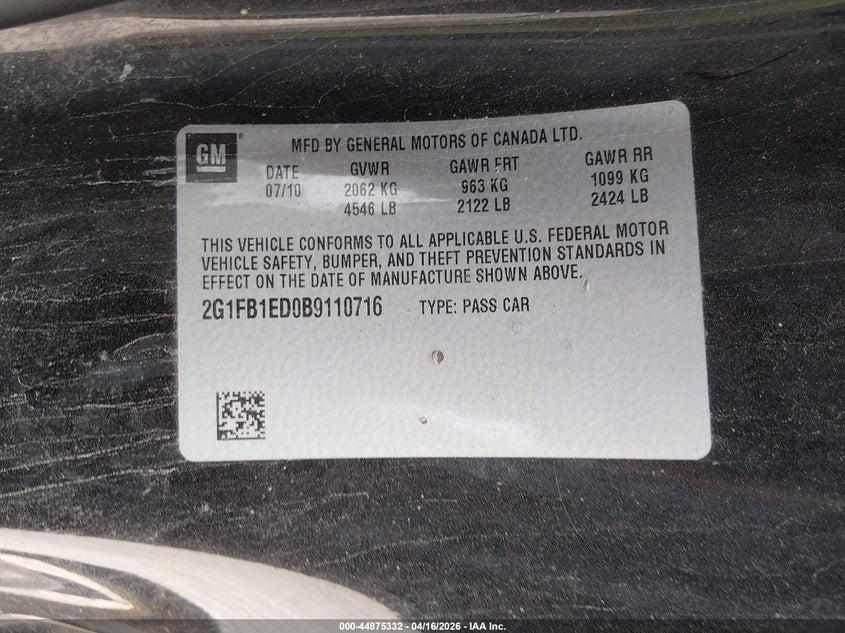 GM
MFD BY GENERAL MOTORS OF CANADA LTD.
DATE GVWR GAWR FRT GAWR RR
07/10 2062 KG 963 KG 1099 KG
4546 LB 2122 LB 2424 LB
THIS VEHICLE CONFORMS TO ALL APPLICABLE U.S. FEDERAL MOTOR
VEHICLE SAFETY, BUMPER, AND THEFT PREVENTION STANDARDS IN
EFFECT ON THE DATE OF MANUFACTURE SHOWN ABOVE.
2G1FB1ED0B9110716 TYPE: PASS CAR
000-44875332 - 04/16/2026 - IAA Inc.